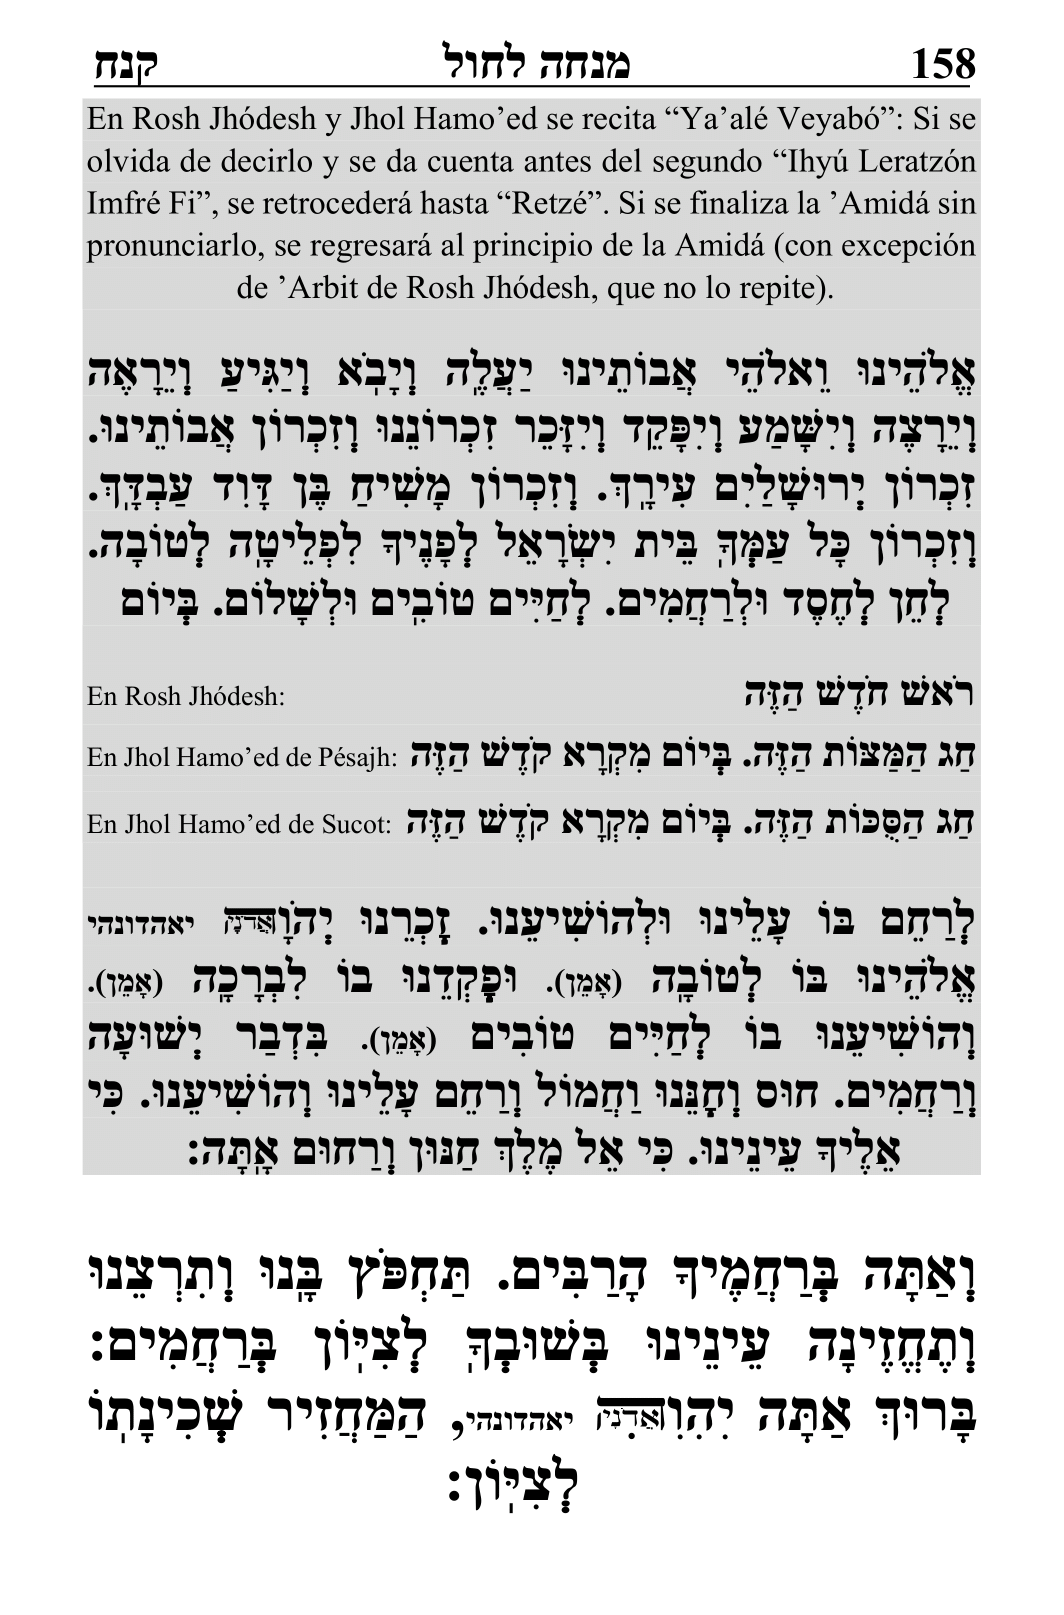 158 מנחה לחול קנח
En Rosh Jhódesh y Jhol Hamo’ed se recita “Ya’alé Veyabó”: Si se
olvida de decirlo y se da cuenta antes del segundo “Ihyú Leratzón
Imfré Fi”, se retrocederá hasta “Retzé”. Si se finaliza la ’Amidá sin
pronunciarlo, se regresará al principio de la Amidá (con excepción
de ’Arbit de Rosh Jhódesh, que no lo repite).
אֱלֹהֵינוּ וֵאלֹהֵי אֲבוֹתֵינוּ יַעֲלֶה וְיָבֹא וְיַגִּיעַ וְיֵרָאֶה
וְיֵרָצֶה וְיִשָּׁמַע וְיִפָּקֵד וְיִזָּכֵר זִכְרוֹנֵנוּ וְזִכְרוֹן אֲבוֹתֵינוּ.
זִכְרוֹן יְרוּשָׁלַיִם עִירָךְ. וְזִכְרוֹן מָשִׁיחַ בֶּן דָּוִד עַבְדָּךְ.
וְזִכְרוֹן כָּל עַמְּךָ בֵּית יִשְׂרָאֵל לְפָנֶיךָ לִפְלֵיטָה לְטוֹבָה.
לְחֵן לְחֶסֶד וּלְרַחֲמִים. לְחַיִּים טוֹבִים וּלְשָׁלוֹם. בְּיוֹם
En Rosh Jhódesh: רֹאשׁ חֹדֶשׁ הַזֶּה
En Jhol Hamo’ed de Pésajh: חַג הַמַּצּוֹת הַזֶּה. בְּיוֹם מִקְרָא קֹדֶשׁ הַזֶּה
En Jhol Hamo’ed de Sucot: חַג הַסֻּכּוֹת הַזֶּה. בְּיוֹם מִקְרָא קֹדֶשׁ הַזֶּה
לְרַחֵם בּוֹ עָלֵינוּ וּלְהוֹשִׁיעֵנוּ. זָכְרֵנוּ יְהֹוָה אֲדֹנָי יאהדונהי
אֱלֹהֵינוּ בּוֹ לְטוֹבָה (אָמֵן). וּפָקְדֵנוּ בוֹ לִבְרָכָה (אָמֵן).
וְהוֹשִׁיעֵנוּ בוֹ לְחַיִּים טוֹבִים (אָמֵן). בִּדְבַר יְשׁוּעָה
וְרַחֲמִים. חוּס וְחָנֵּנוּ וַחֲמוֹל וְרַחֵם עָלֵינוּ וְהוֹשִׁיעֵנוּ. כִּי
אֵלֶיךָ עֵינֵינוּ. כִּי אֵל מֶלֶךְ חַנּוּן וְרַחוּם אָתָּה:
וְאַתָּה בְּרַחֲמֶיךָ הָרַבִּים. תַּחְפֹּץ בָּנוּ וְתִרְצֵנוּ
וְתֶחֱזֶינָה עֵינֵינוּ בְּשׁוּבְךָ לְצִיּוֹן בְּרַחֲמִים:
בָּרוּךְ אַתָּה יִהִוִה אֲדֹנָי יאהדונהי, הַמַּחֲזִיר שְׁכִינָתוֹ
לְצִיּוֹן: